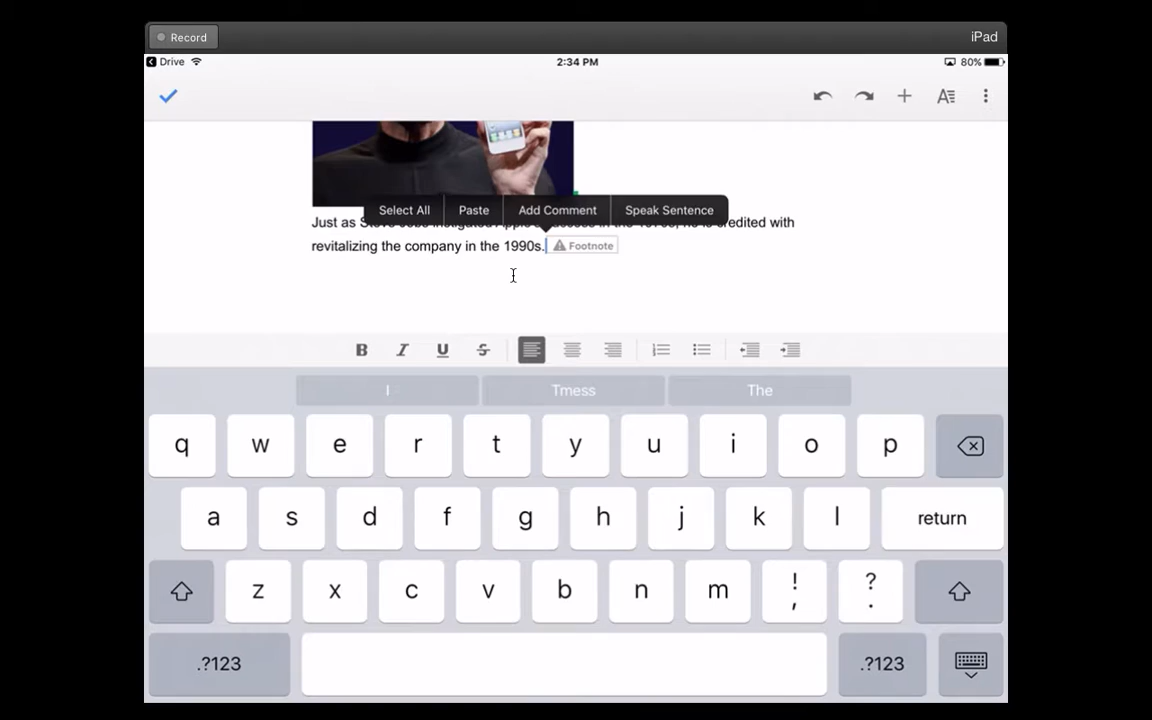 Record
iPad
Drive
2:34 PM
80%
A
Select All
Paste
Add Comment
Speak Sentence
Just as credited with
revitalizing the company in the 1990s.
Footnote
B I U S
I
Tmess
The
q w e r t y u i o p
a s d f g h j k l return
z x c v b n m ! , ? .
.?123
.?123